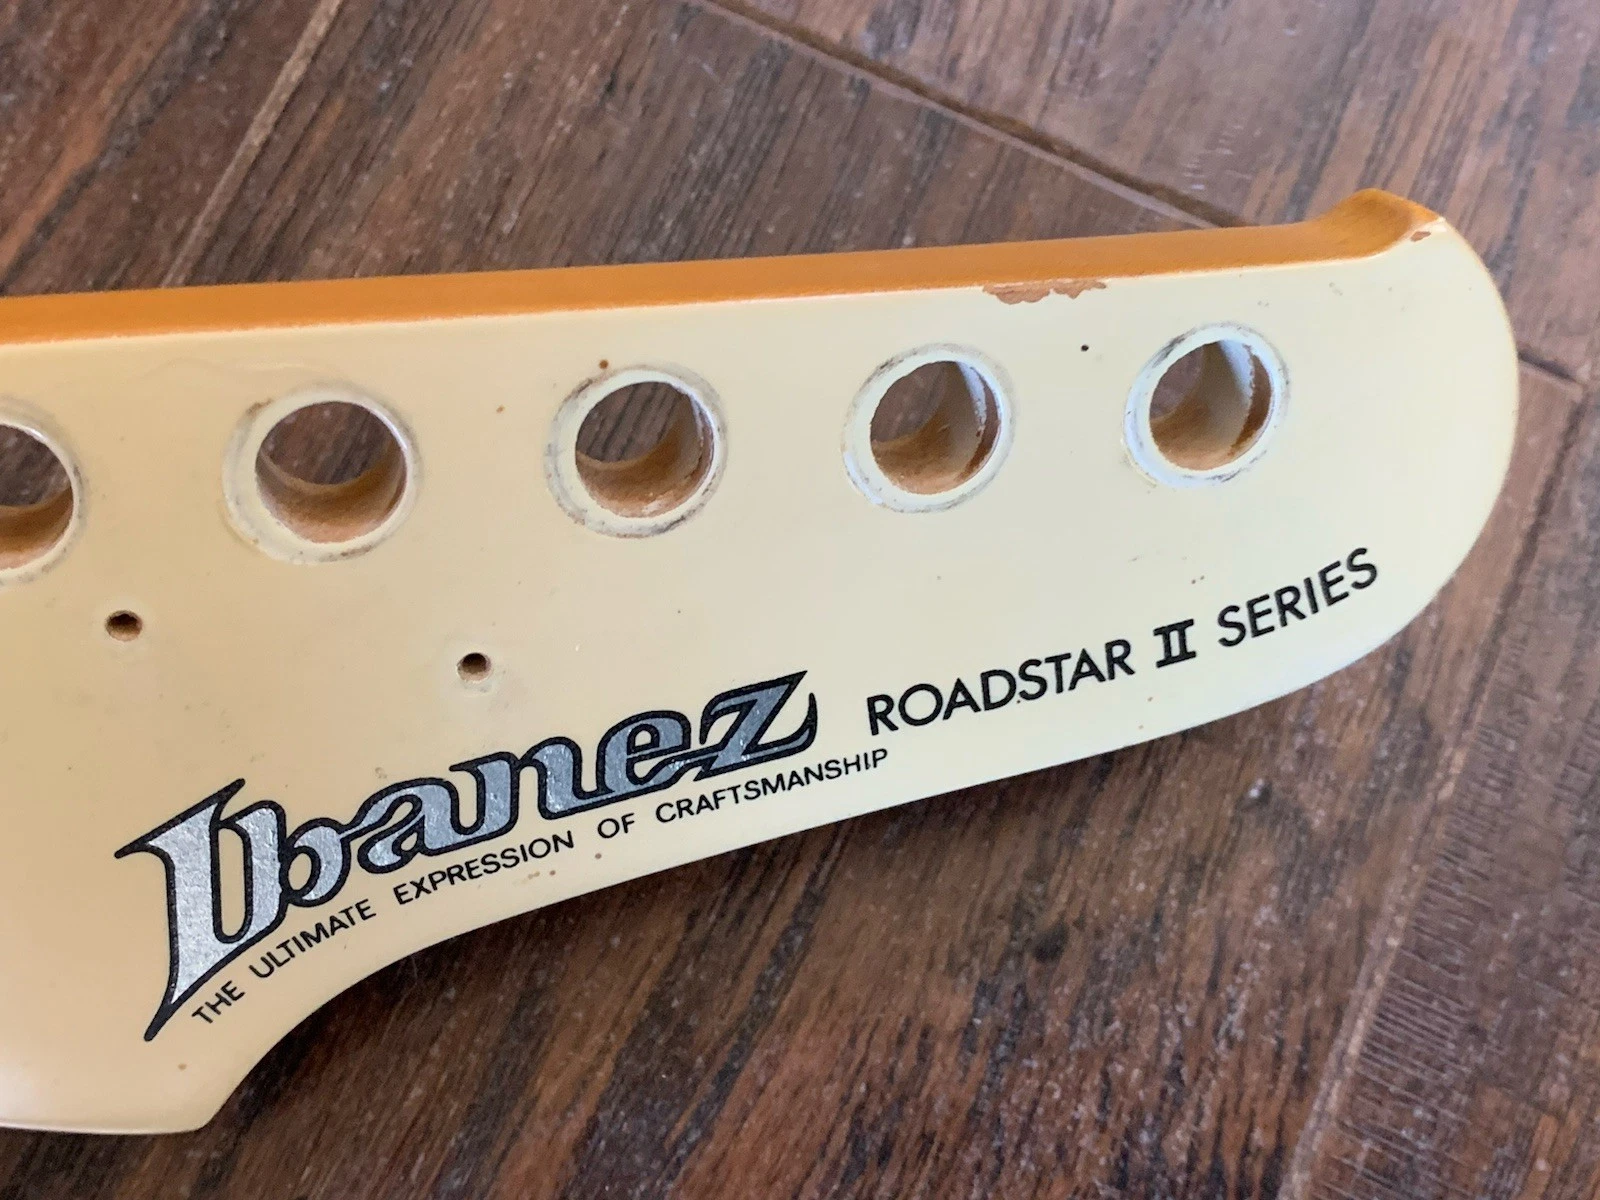 Ibanez
ROADSTAR II SERIES
THE ULTIMATE EXPRESSION OF CRAFTSMANSHIP